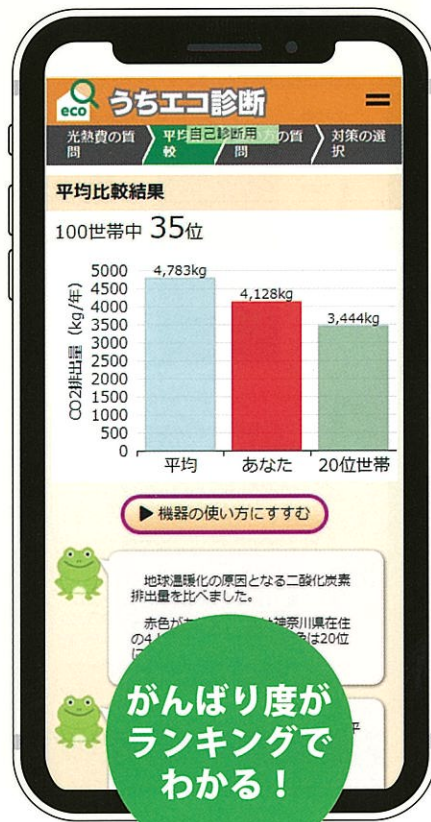 eco うちエコ診断
光熱費の質問
平均
較
自己診断用
方の質問
対策の選択
平均比較結果
100世帯中 35位
CO2排出量 (kg/年)
5000
4500
4000
3500
3000
2500
2000
1500
1000
500
0
4,783kg
4,128kg
3,444kg
平均 あなた 20位世帯
▶機器の使い方にすすむ
地球温暖化の原因となる二酸化炭素
排出量を比べました。
赤色が
神奈川県在住
の4
は20位
平
がんばり度が
ランキングで
わかる！